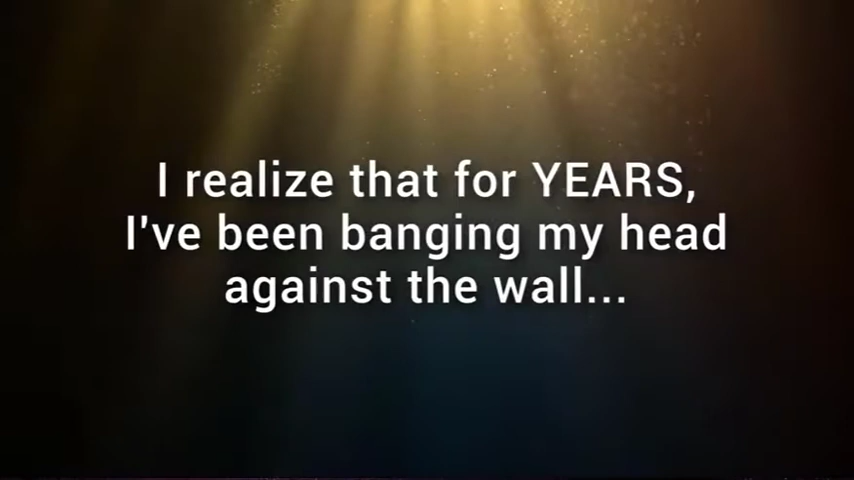 I realize that for YEARS,
I've been banging my head
against the wall...